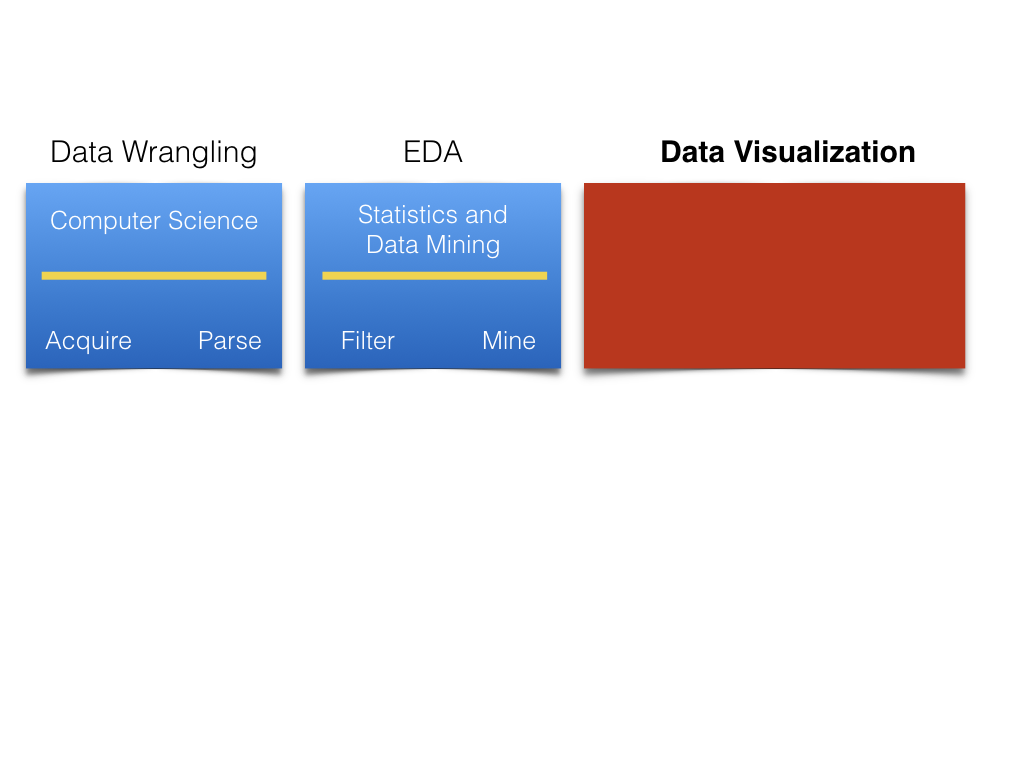 Data Wrangling
EDA
Data Visualization
Computer Science
Statistics and
Data Mining
Acquire
Parse
Filter
Mine